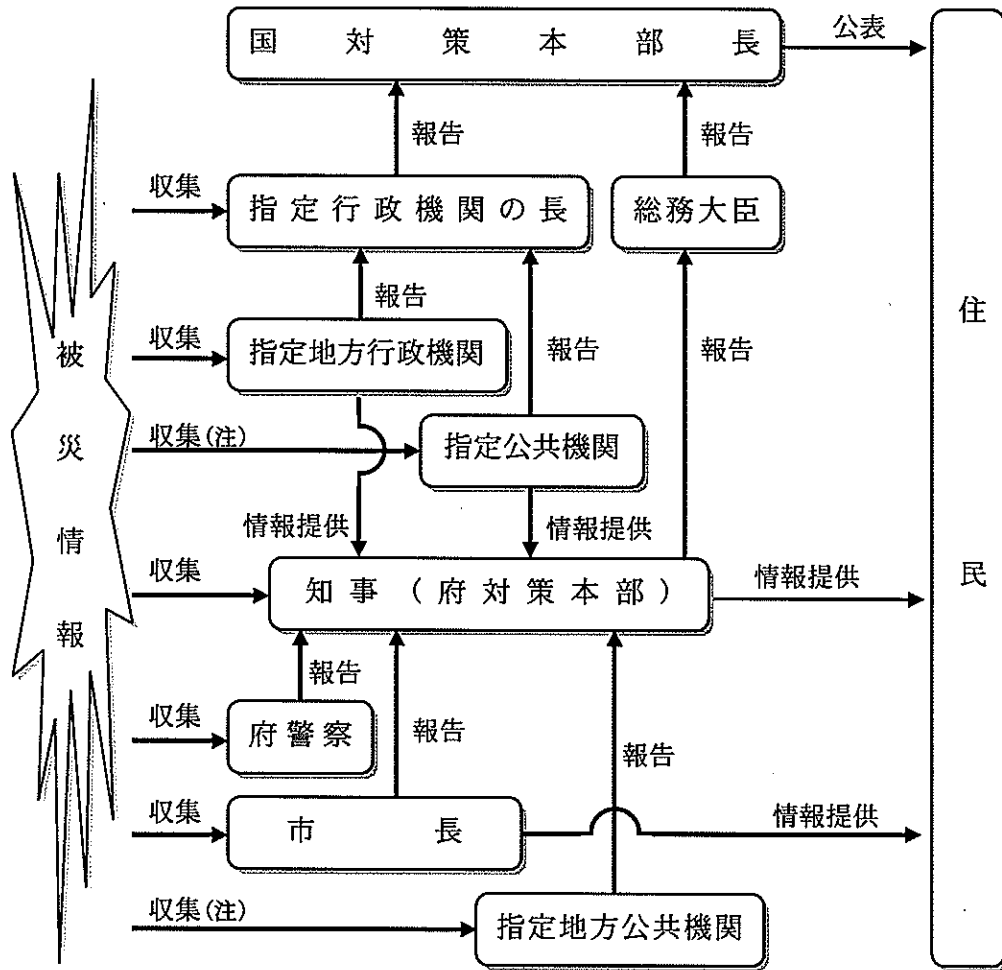 国対策本部長
公表
報告
報告
収集
指定行政機関の長
総務大臣
報告
収集
指定地方行政機関
報告
報告
収集(注)
指定公共機関
情報提供
情報提供
収集
知事（府対策本部）
情報提供
報告
収集
府警察
報告
報告
収集
市長
情報提供
収集(注)
指定地方公共機関
被災情報
住民